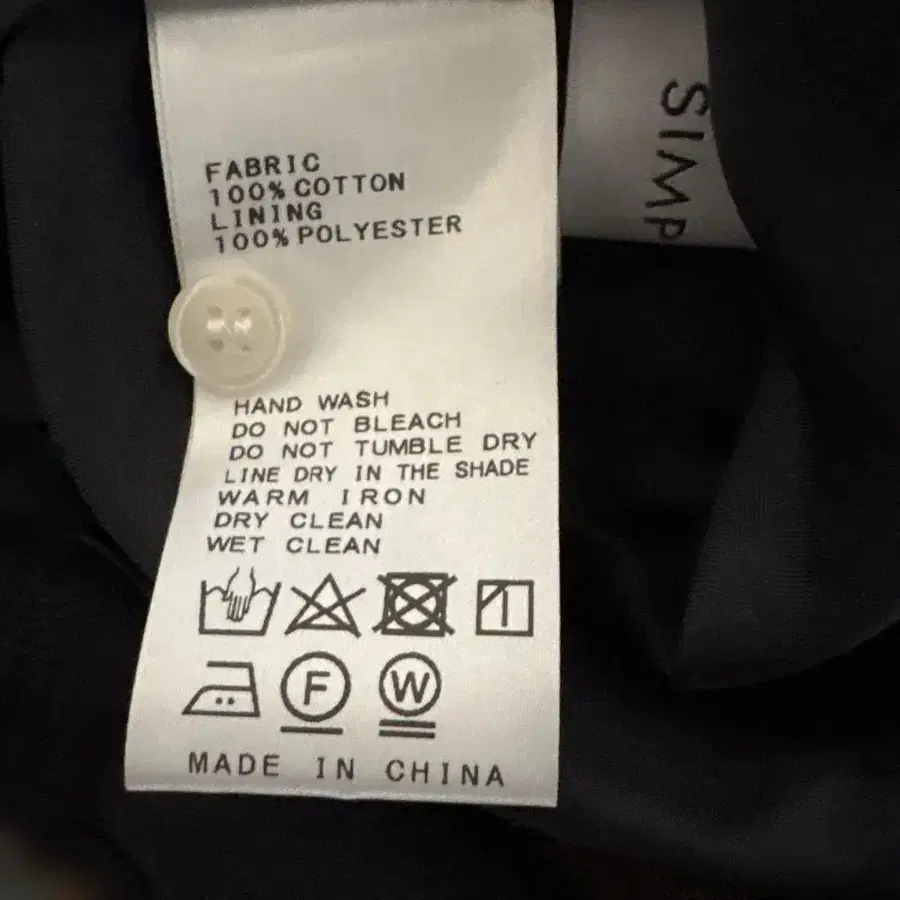 FABRIC
100% COTTON
LINING
100% POLYESTER
HAND WASH
DO NOT BLEACH
DO NOT TUMBLE DRY
LINE DRY IN THE SHADE
WARM IRON
DRY CLEAN
WET CLEAN
F W
MADE IN CHINA
SIMP